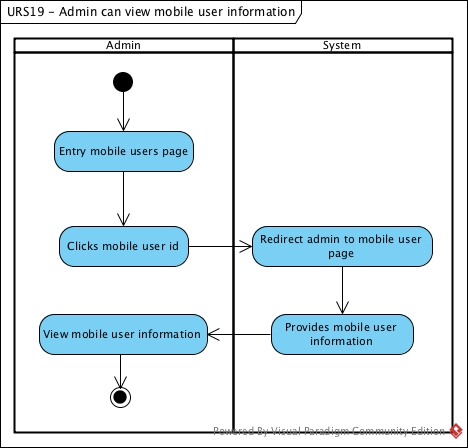 URS19 – Admin can view mobile user information
Admin
System
Entry mobile users page
Clicks mobile user id
Redirect admin to mobile user
page
View mobile user information
Provides mobile user
information
Powered By Visual Paradigm Community Edition